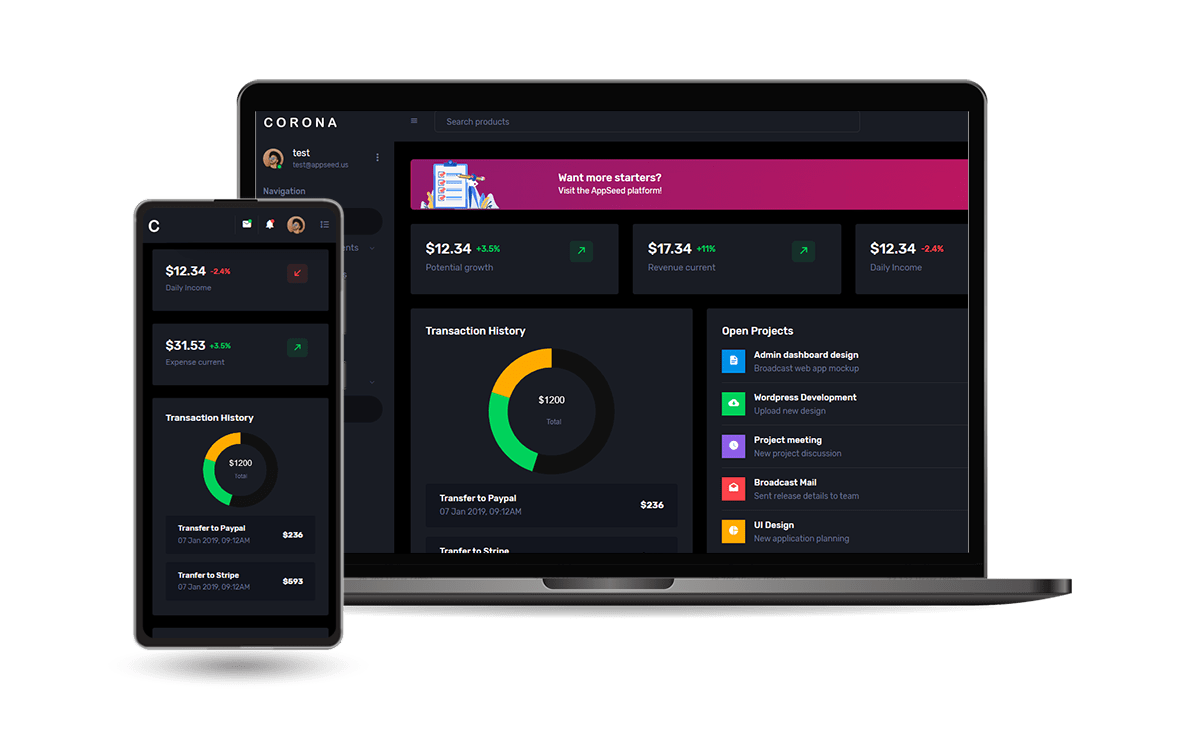 CORONA
Search products
test
test@appseed.us
Navigation
Want more starters?
Visit the AppSeed platform!
$12.34 +3.5%
Potential growth
$17.34 +11%
Revenue current
$12.34 -2.4%
Daily Income
Transaction History
$1200
Total
Transfer to Paypal
07 Jan 2019, 09:12AM
$236
Tranfer to Stripe
Open Projects
Admin dashboard design
Broadcast web app mockup
Wordpress Development
Upload new design
Project meeting
New project discussion
Broadcast Mail
Sent release details to team
UI Design
New application planning
C
$12.34 -2.4%
Daily Income
$31.53 +3.5%
Expense current
Transaction History
$1200
Total
Transfer to Paypal
07 Jan 2019, 09:12AM
$236
Tranfer to Stripe
07 Jan 2019, 09:12AM
$593